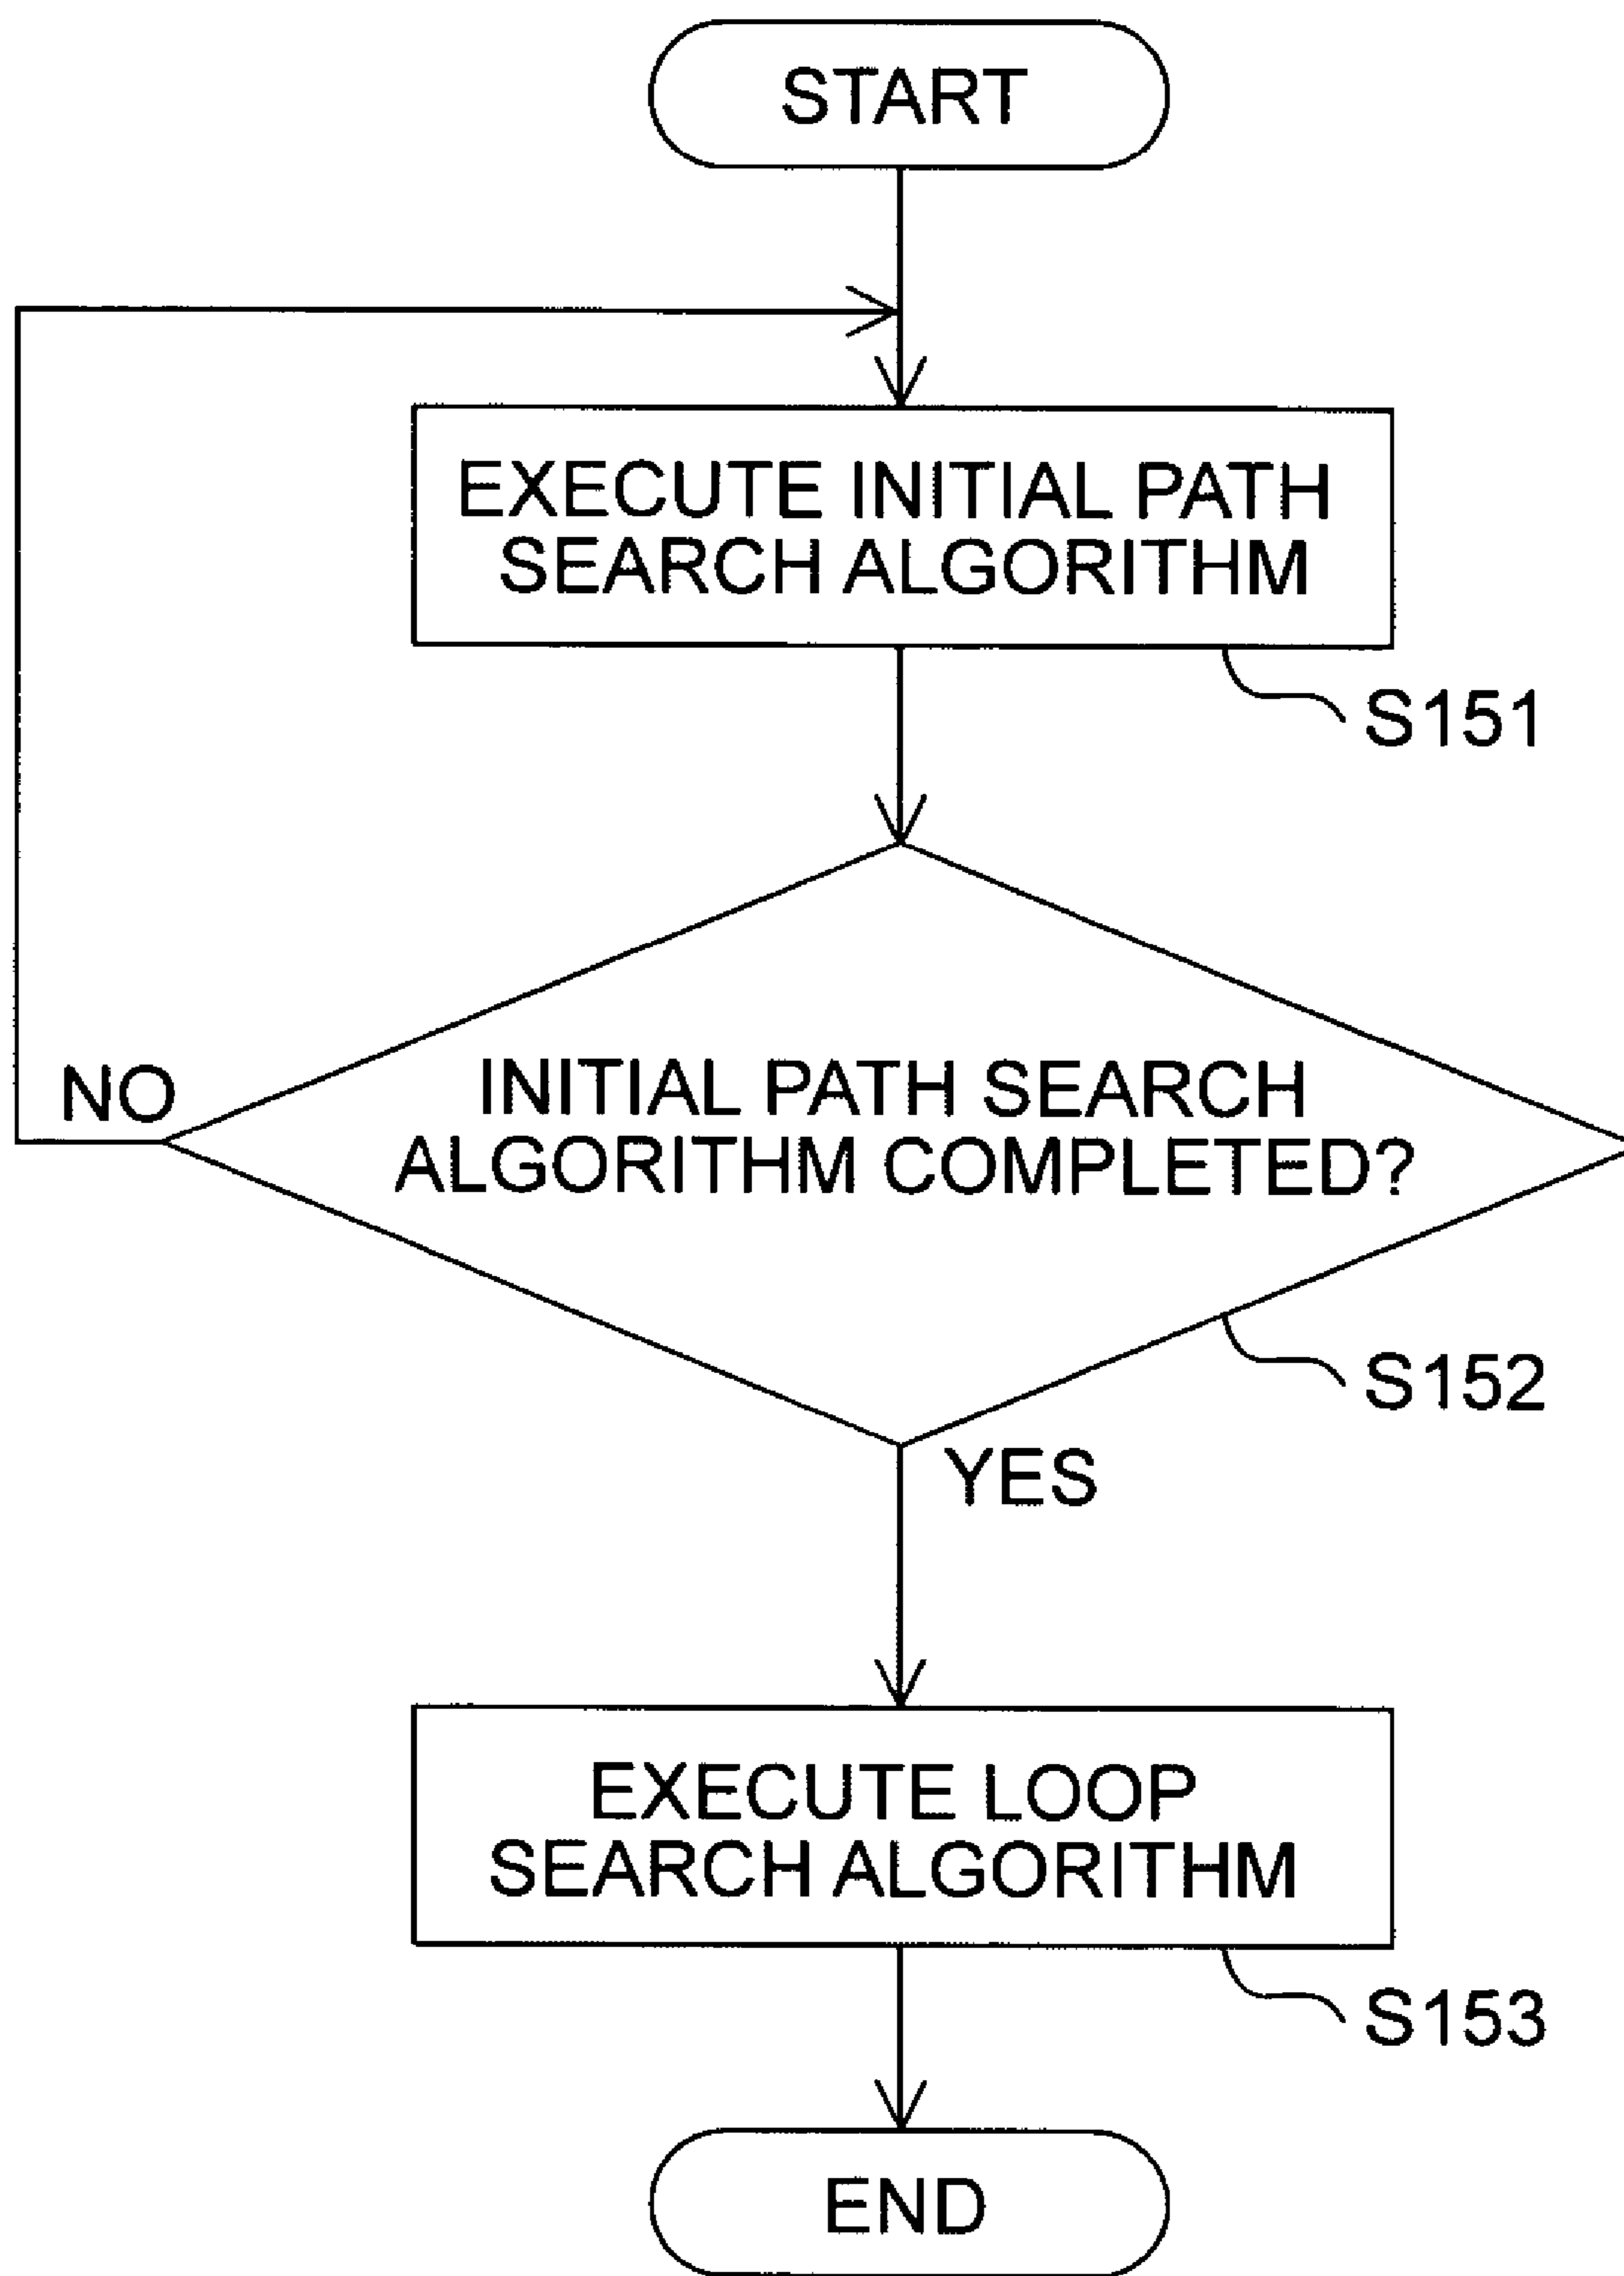 START
EXECUTE INITIAL PATH
SEARCH ALGORITHM
S151
INITIAL PATH SEARCH
ALGORITHM COMPLETED?
NO
S152
YES
EXECUTE LOOP
SEARCH ALGORITHM
S153
END